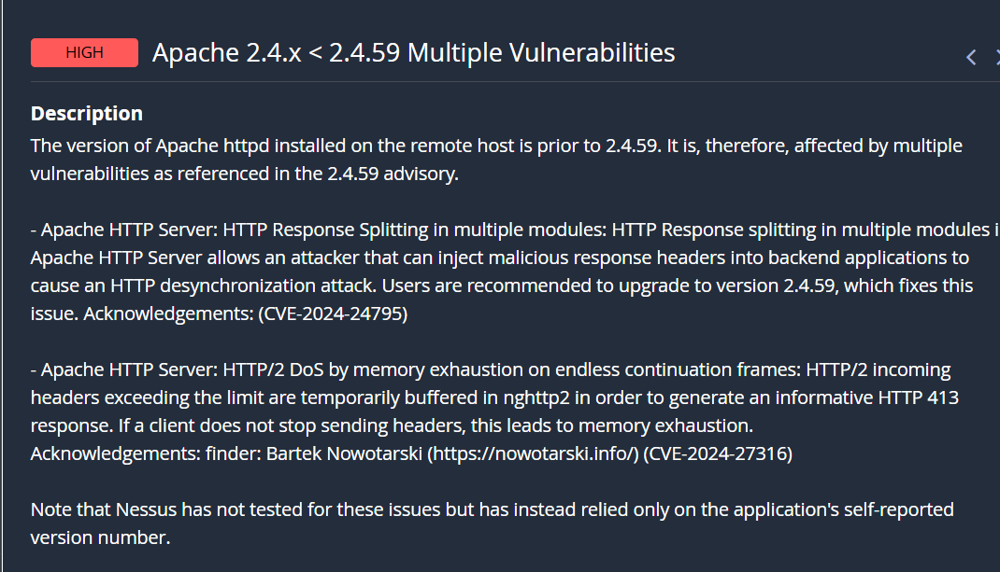 HIGH
Apache 2.4.x < 2.4.59 Multiple Vulnerabilities
Description
The version of Apache httpd installed on the remote host is prior to 2.4.59. It is, therefore, affected by multiple
vulnerabilities as referenced in the 2.4.59 advisory.
- Apache HTTP Server: HTTP Response Splitting in multiple modules: HTTP Response splitting in multiple modules
Apache HTTP Server allows an attacker that can inject malicious response headers into backend applications to
cause an HTTP desynchronization attack. Users are recommended to upgrade to version 2.4.59, which fixes this
issue. Acknowledgements: (CVE-2024-24795)
- Apache HTTP Server: HTTP/2 DoS by memory exhaustion on endless continuation frames: HTTP/2 incoming
headers exceeding the limit are temporarily buffered in nghttp2 in order to generate an informative HTTP 413
response. If a client does not stop sending headers, this leads to memory exhaustion.
Acknowledgements: finder: Bartek Nowotarski (https://nowotarski.info/) (CVE-2024-27316)
Note that Nessus has not tested for these issues but has instead relied only on the application's self-reported
version number.